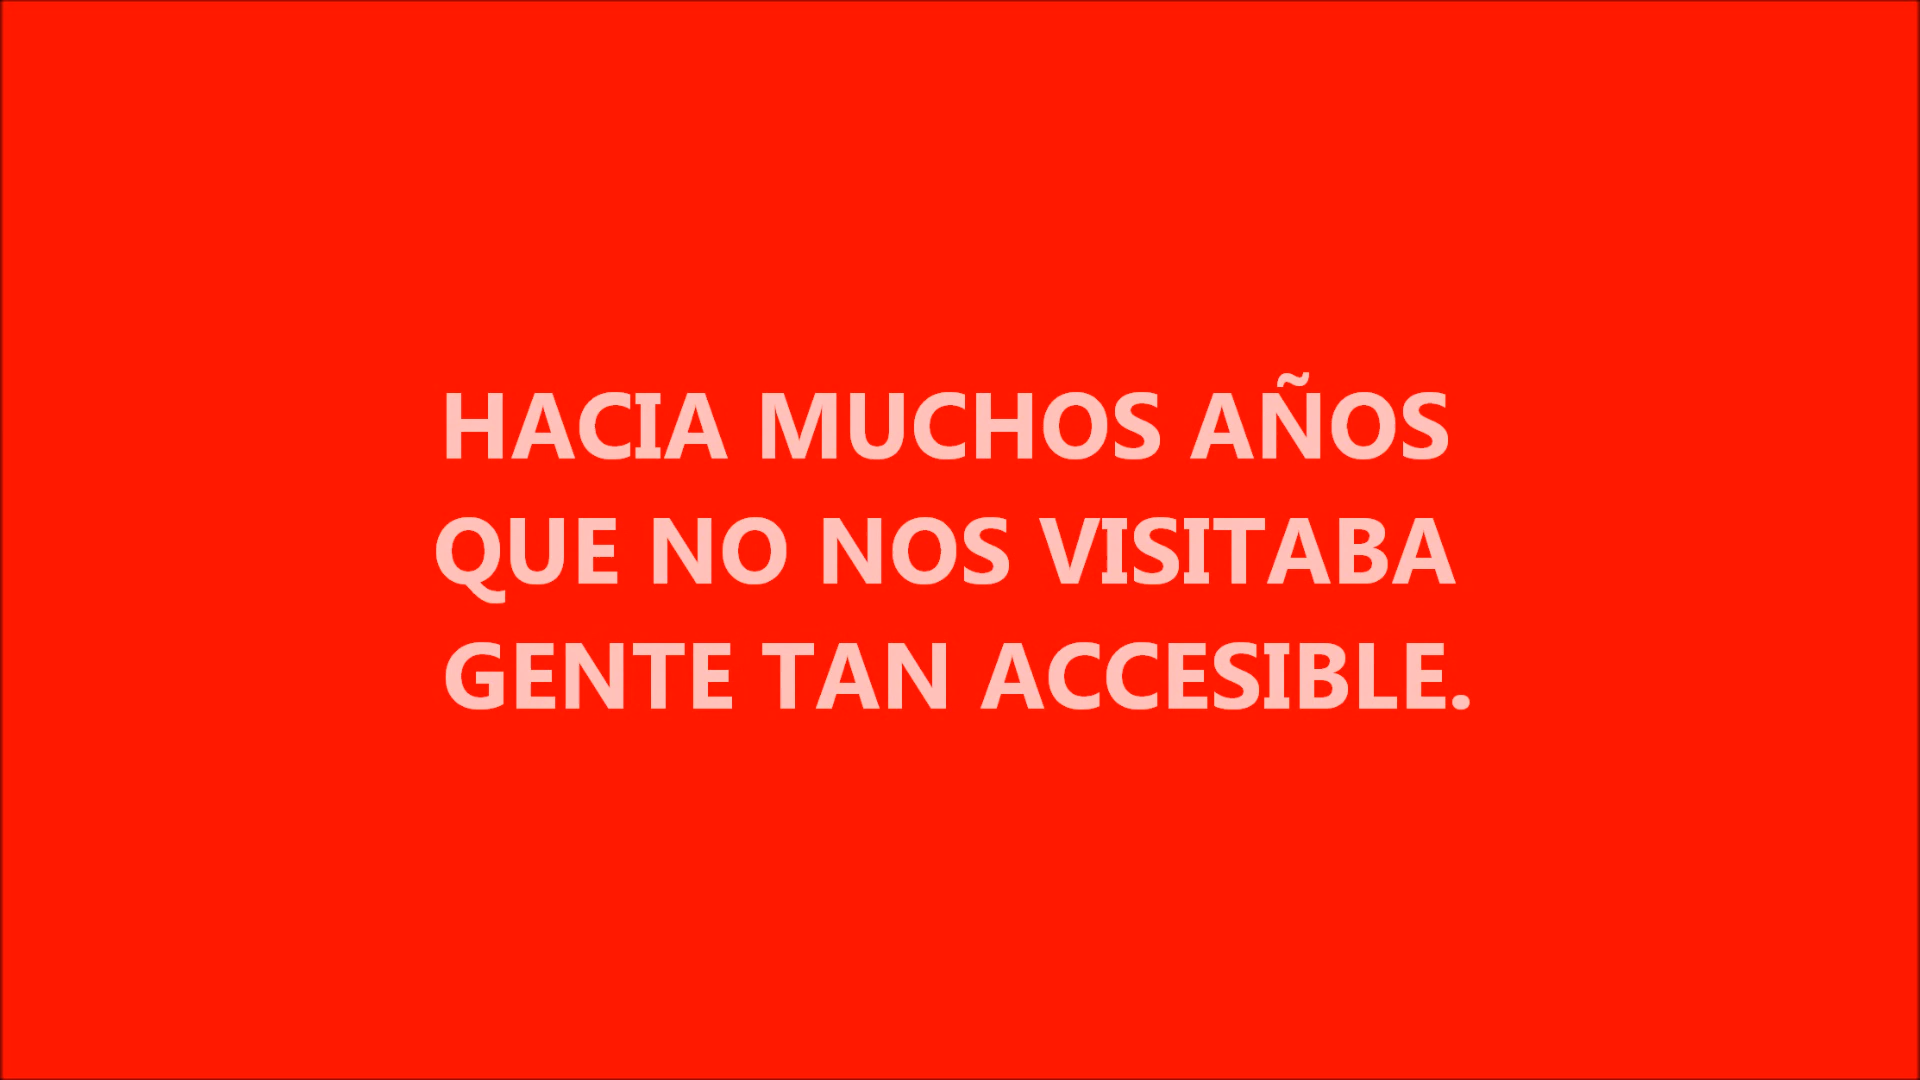 HACIA MUCHOS AÑOS
QUE NO NOS VISITABA
GENTE TAN ACCESIBLE.